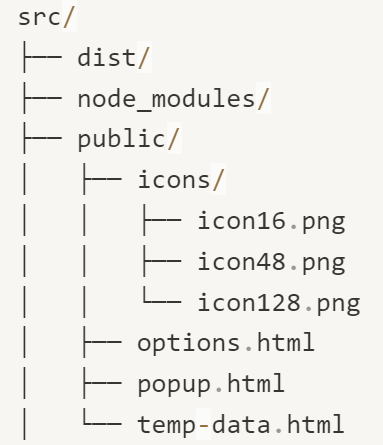 src/
├── dist/
├── node_modules/
├── public/
│   ├── icons/
│   │   ├── icon16.png
│   │   ├── icon48.png
│   │   └── icon128.png
│   ├── options.html
│   ├── popup.html
│   └── temp-data.html